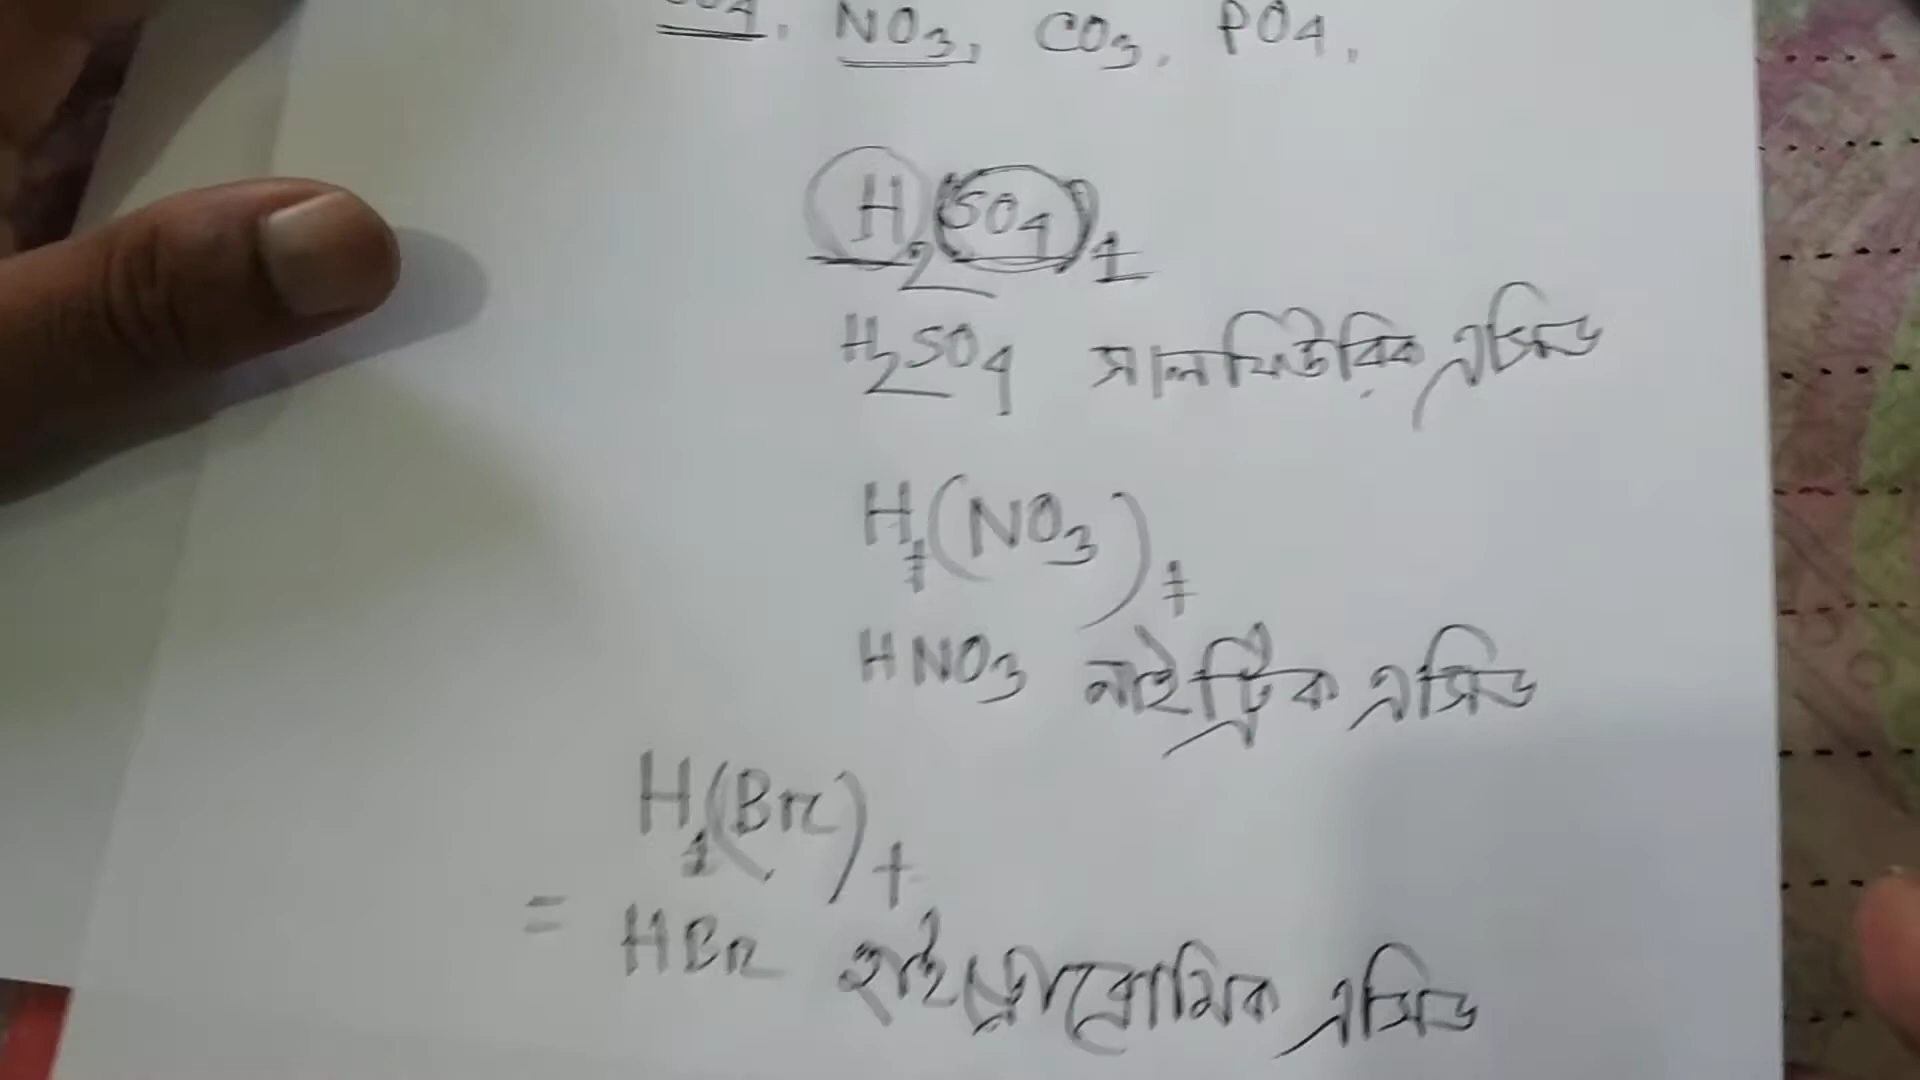 SO4, NO3, CO3, PO4,
H2(SO4)1
H2SO4 সালফিউরিক এসিড
H1(NO3)1
HNO3 নাইট্রিক এসিড
H1(Br)1
= HBr হাইড্রোব্রোমিক এসিড